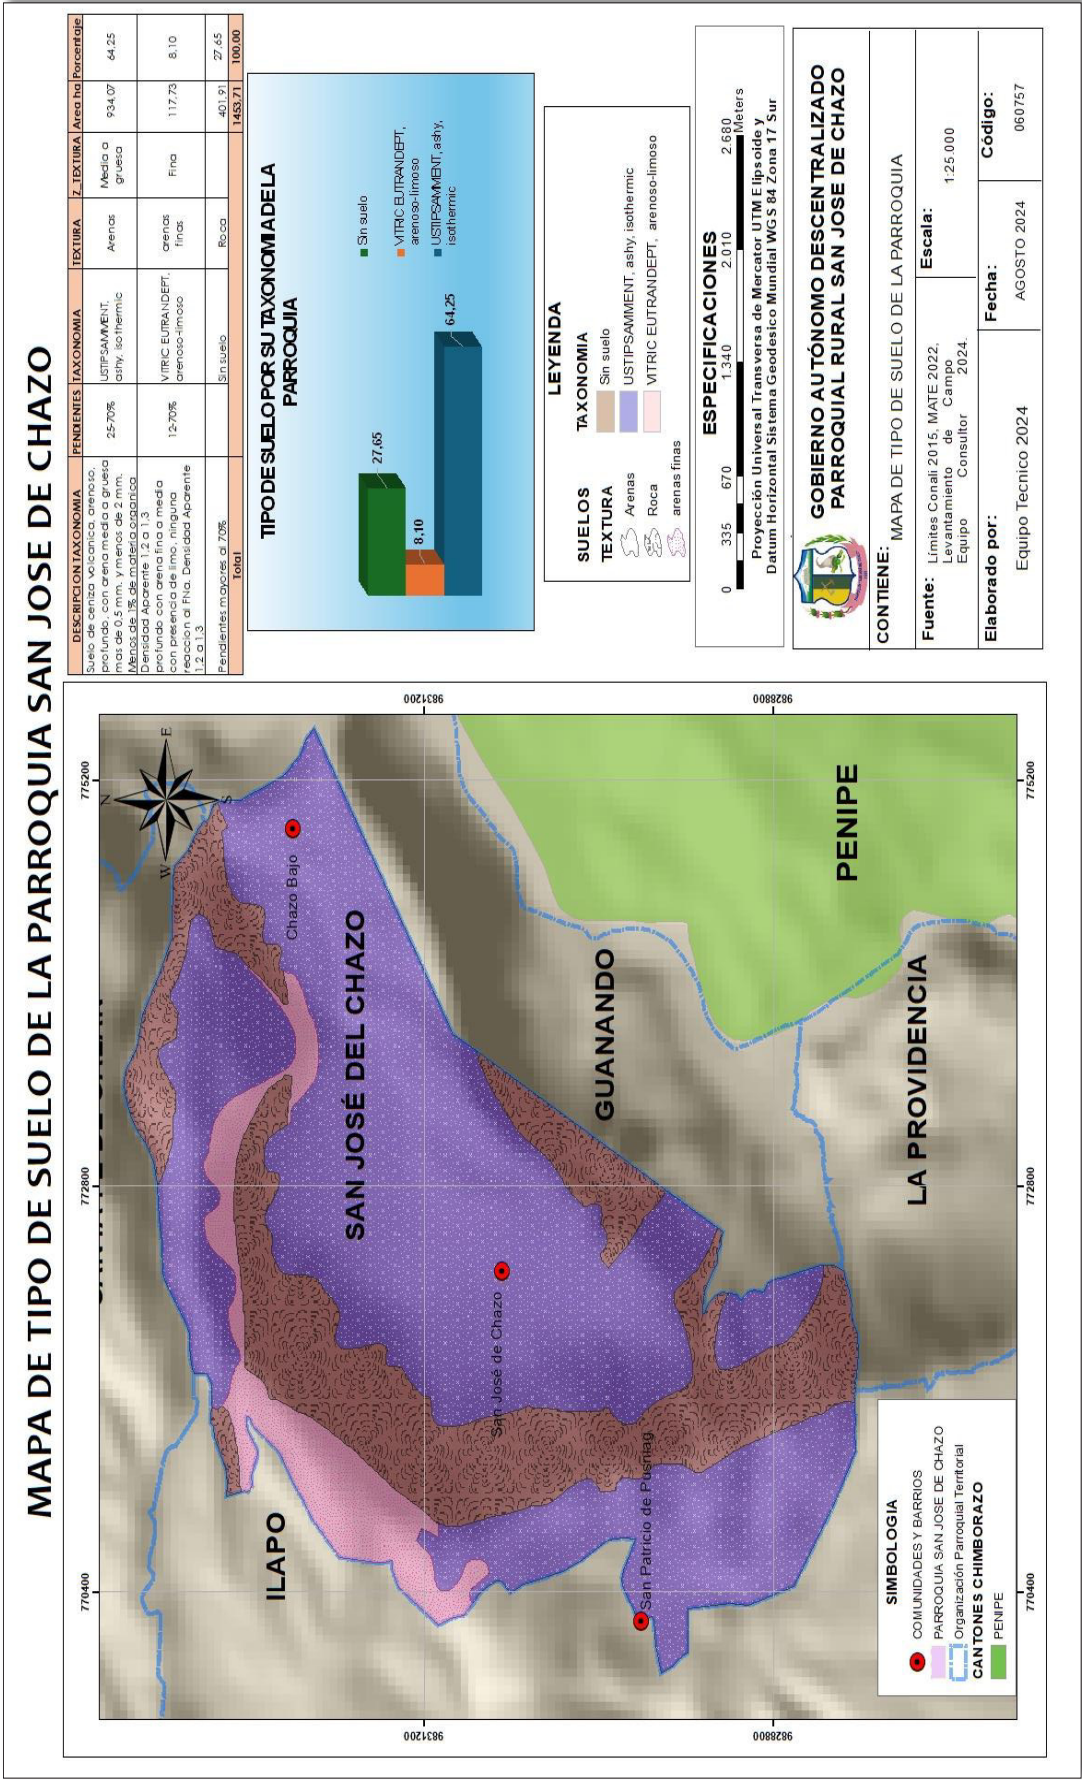 MAPA DE TIPO DE SUELO DE LA PARROQUIA SAN JOSE DE CHAZO
775200
772800
770400
9831200
9828800
N
E
S
W
Chazo Bajo
SAN JOSÉ DEL CHAZO
San José de Chazo
San Patricio de Pusniag
ILAPO
GUANANDO
PENIPE
LA PROVIDENCIA
9831200
9828800
775200
772800
770400
SIMBOLOGIA
COMUNIDADES Y BARRIOS
PARROQUIA SAN JOSE DE CHAZO
Organización Parroquial Territorial
CANTONES CHIMBORAZO
PENIPE
DESCRIPCION TAXONOMIA PENDIENTES TAXONOMIA TEXTURA Z_TEXTURA Area ha Porcentaje
Suelo de ceniza volcanica, arenoso,
profundo, con arena media a gruesa
mas de 0.5 mm. y menos de 2 mm.
Menos de 1% de materia organica
25-70% USTIPSAMMENT, ashy, isothermic Arenas Media a gruesa 934,07 64,25
Densidad Aparente 1.2 a 1.3
profundo con arena fina a media
con presencia de limo, ninguna
reaccion al FNa. Densidad Aparente
1.2 a 1.3
12-70% VITRIC EUTRANDEPT, arenoso-limoso arenas finas Fina 117,73 8,10
Pendientes mayores al 70% Sin suelo Roca 401,91 27,65
Total 1453,71 100,00
TIPO DE SUELO POR SU TAXONOMIA DE LA
PARROQUIA
27,65
8,10
64,25
Sin suelo
VITRIC EUTRANDEPT,
arenoso-limoso
USTIPSAMMENT, ashy,
isothermic
LEYENDA
SUELOS
TEXTURA
Arenas
Roca
arenas finas
TAXONOMIA
Sin suelo
USTIPSAMMENT, ashy, isothermic
VITRIC EUTRANDEPT, arenoso-limoso
ESPECIFICACIONES
0 335 670 1.340 2.010 2.680
Meters
Proyección Universal Transversa de Mercator UTM Elipsoide y
Datum Horizontal Sistema Geodesico Mundial WGS 84 Zona 17 Sur
GOBIERNO AUTÓNOMO DESCENTRALIZADO
PARROQUIAL RURAL SAN JOSE DE CHAZO
CONTIENE:
MAPA DE TIPO DE SUELO DE LA PARROQUIA
Fuente: Límites Conali 2015, MATE 2022,
Levantamiento de Campo
Equipo Consultor 2024.
Escala:
1:25.000
Elaborado por:
Equipo Tecnico 2024
Fecha:
AGOSTO 2024
Código:
060757